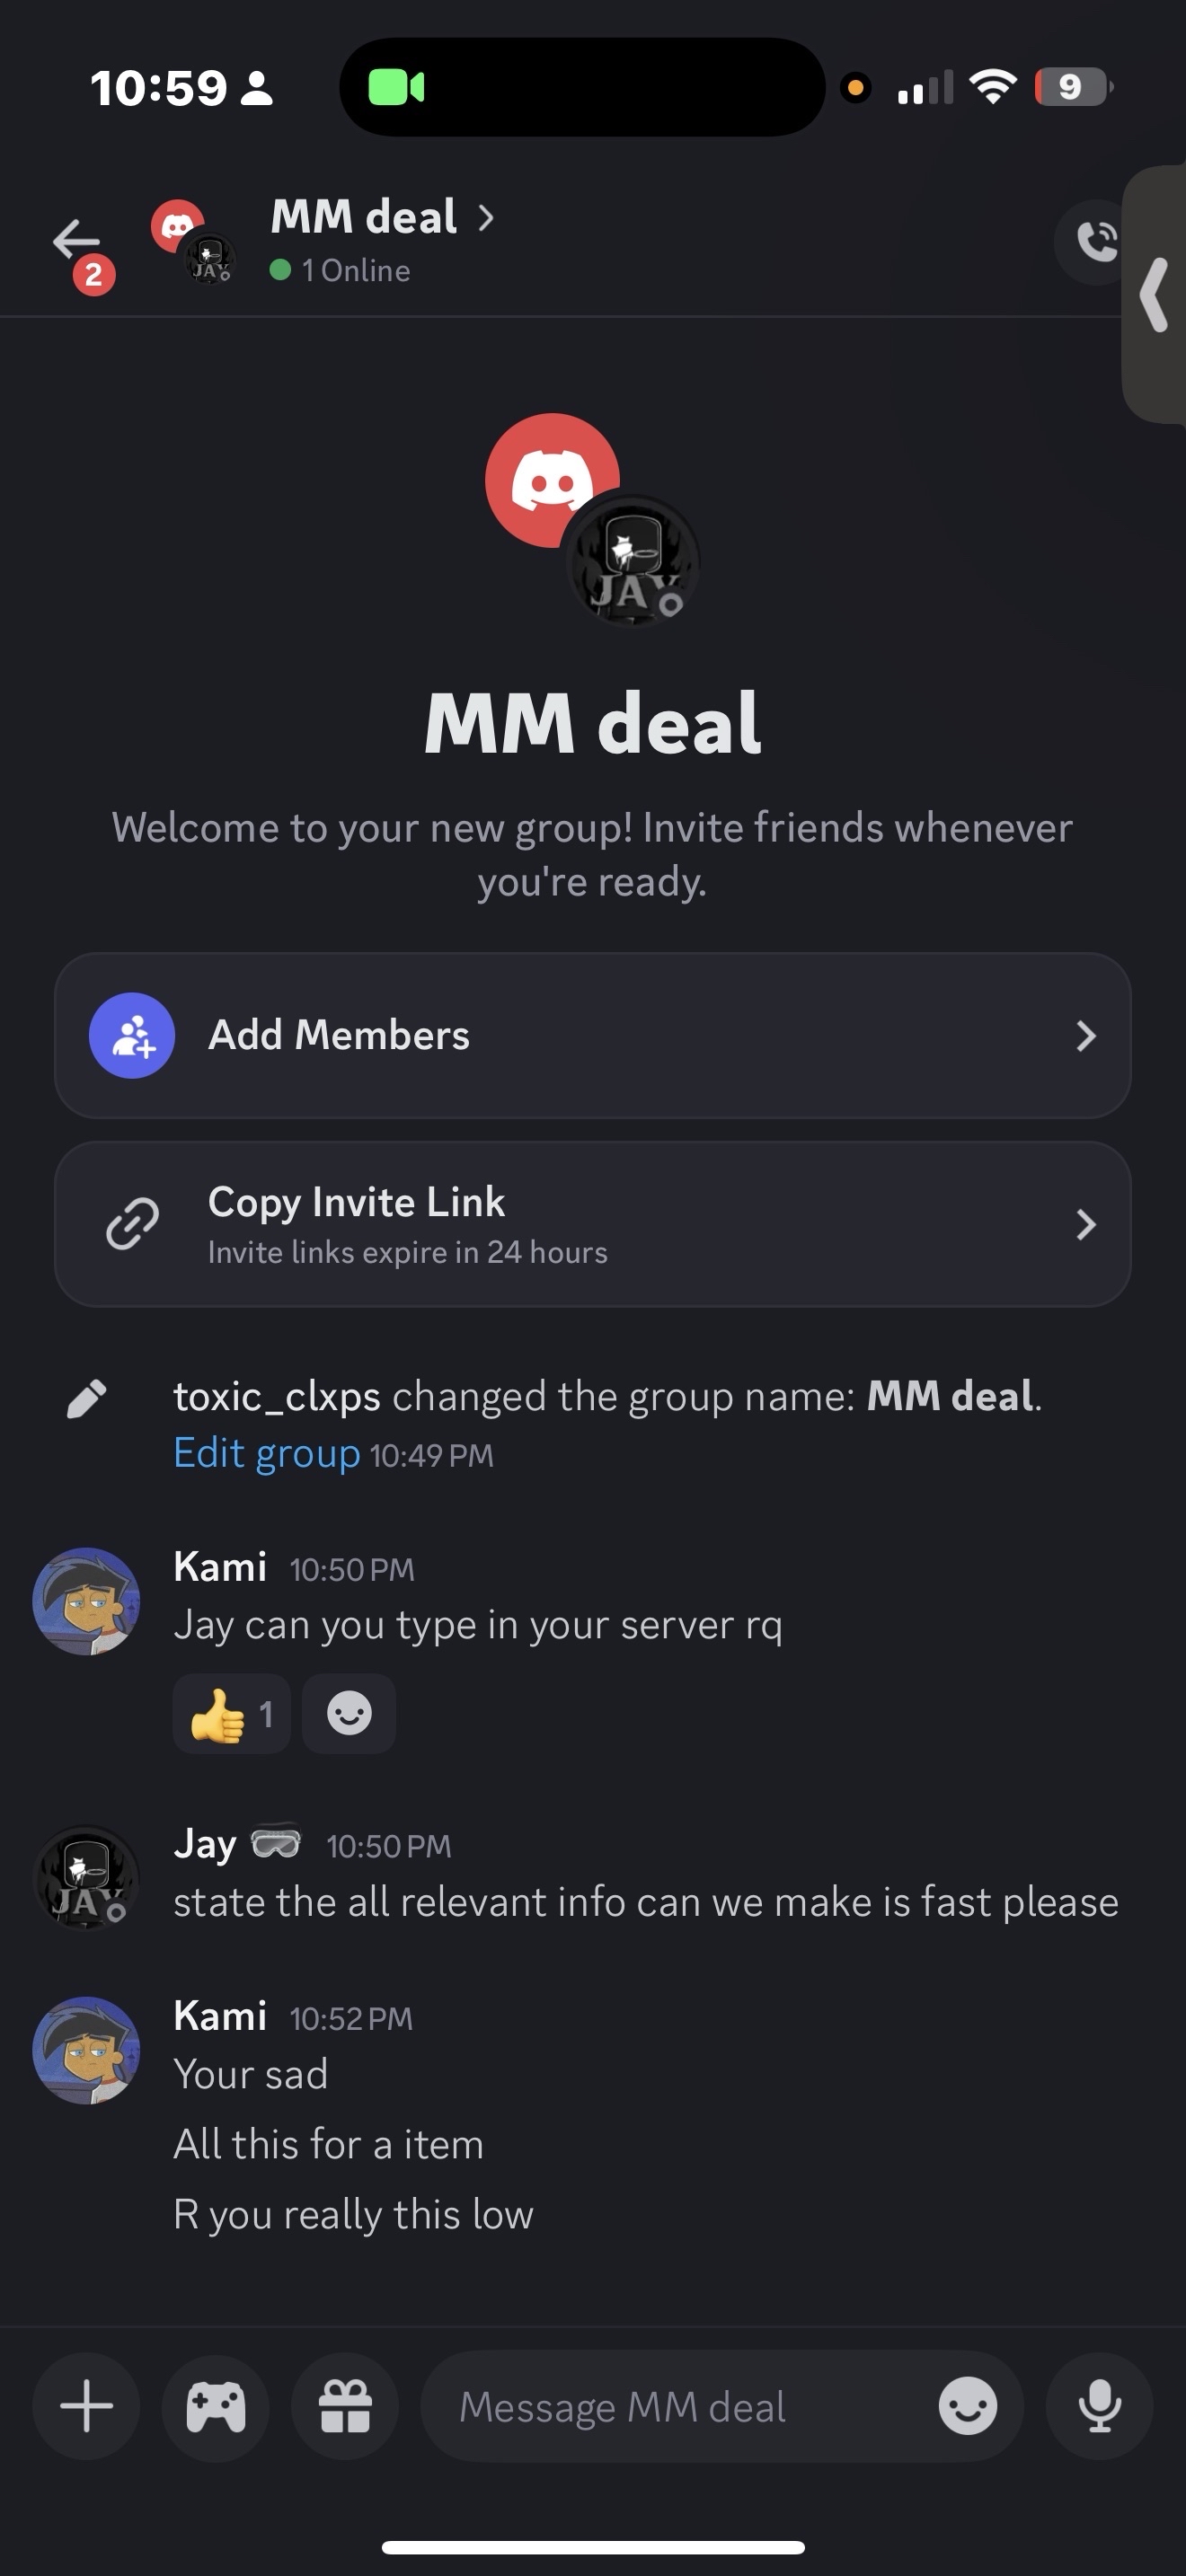 10:59
9
2
MM deal
1 Online
JAY
JAY
MM deal
Welcome to your new group! Invite friends whenever
you're ready.
Add Members
Copy Invite Link
Invite links expire in 24 hours
toxic_clxps changed the group name: MM deal.
Edit group 10:49 PM
Kami 10:50 PM
Jay can you type in your server rq
👍 1
Jay 🥽 10:50 PM
JAY
state the all relevant info can we make is fast please
Kami 10:52 PM
Your sad
All this for a item
R you really this low
Message MM deal